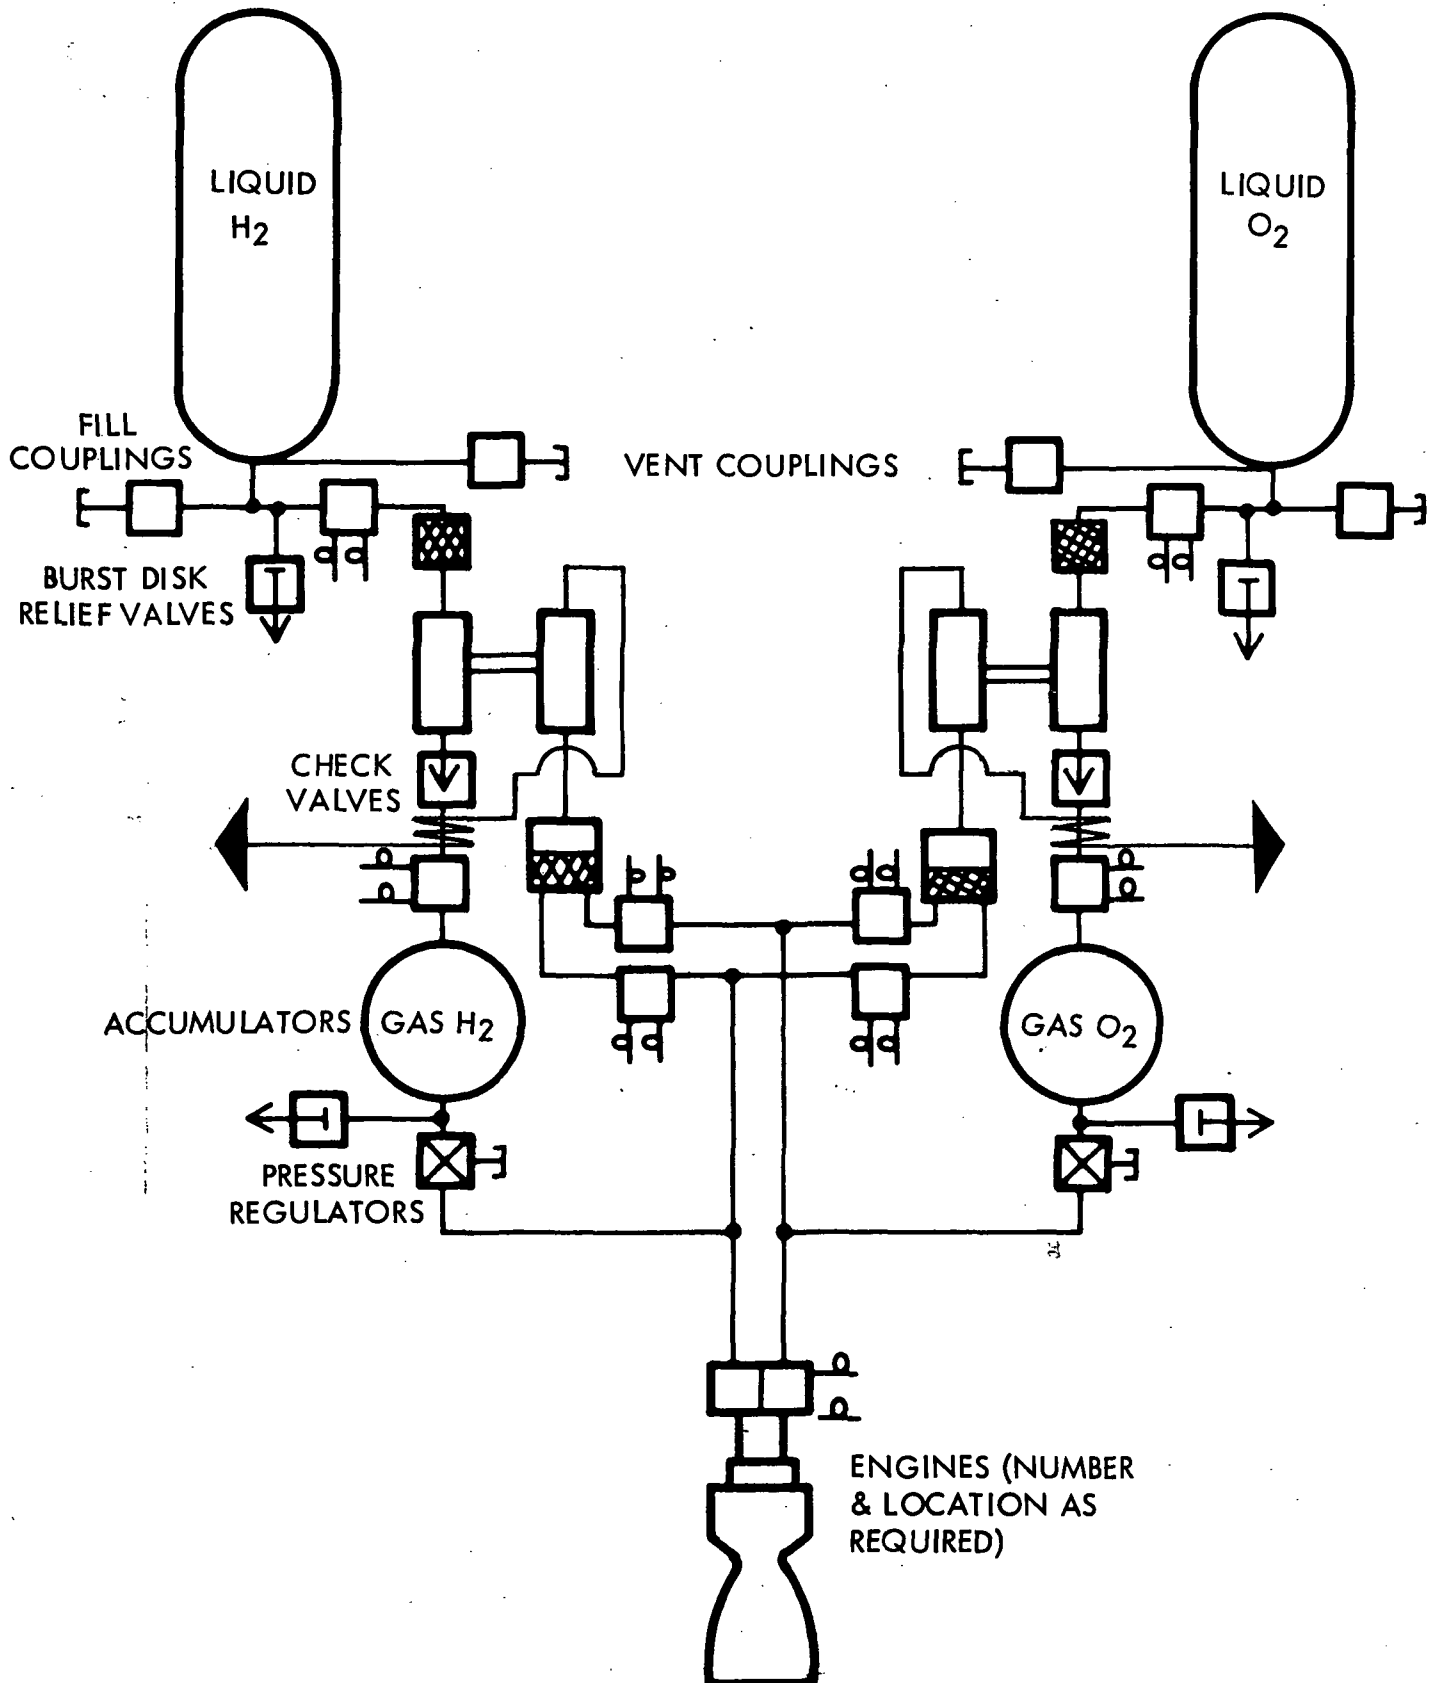 LIQUID
H2
LIQUID
O2
FILL
COUPLINGS
VENT COUPLINGS
BURST DISK
RELIEF VALVES
CHECK
VALVES
ACCUMULATORS
GAS H2
GAS O2
PRESSURE
REGULATORS
ENGINES (NUMBER
& LOCATION AS
REQUIRED)